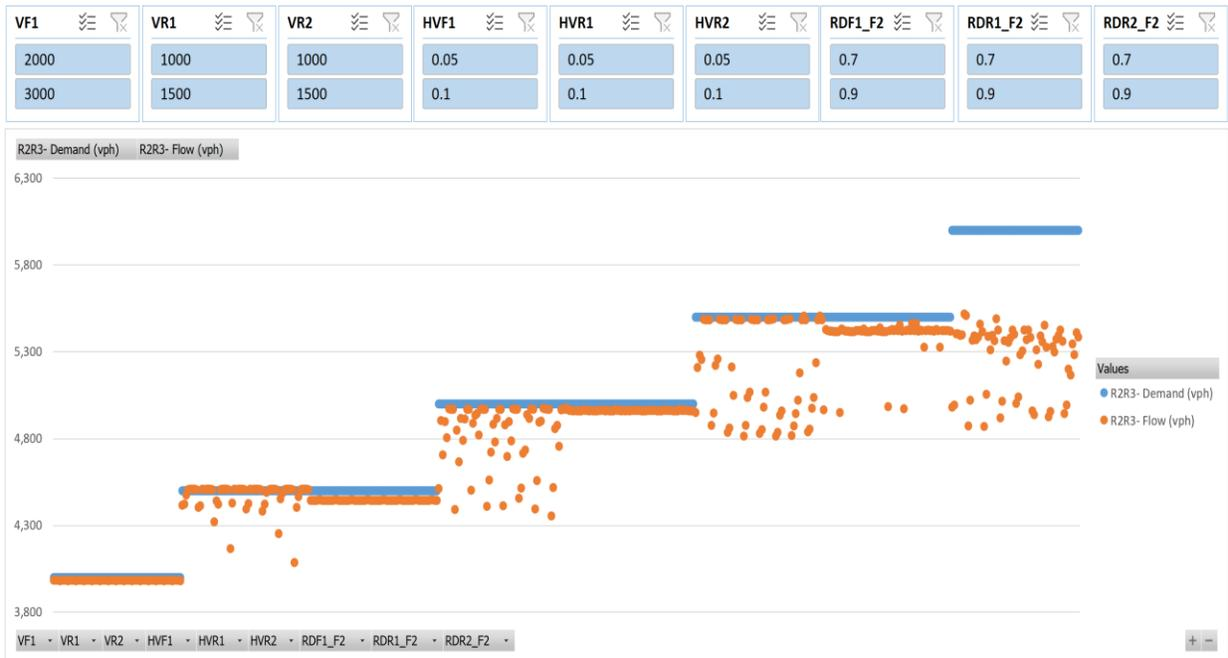 VF1 VR1 VR2 HVF1 HVR1 HVR2 RDF1_F2 RDR1_F2 RDR2_F2
2000 1000 1000 0.05 0.05 0.05 0.7 0.7 0.7
3000 1500 1500 0.1 0.1 0.1 0.9 0.9 0.9
R2R3- Demand (vph) R2R3- Flow (vph)
6,300
5,800
5,300
4,800
4,300
3,800
Values
R2R3- Demand (vph)
R2R3- Flow (vph)
VF1 VR1 VR2 HVF1 HVR1 HVR2 RDF1_F2 RDR1_F2 RDR2_F2
+ −